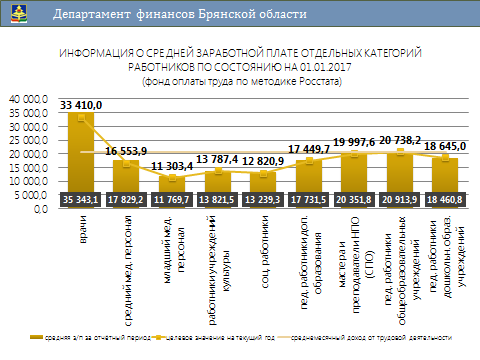 Департамент финансов Брянской области
ИНФОРМАЦИЯ О СРЕДНЕЙ ЗАРАБОТНОЙ ПЛАТЕ ОТДЕЛЬНЫХ КАТЕГОРИЙ
РАБОТНИКОВ ПО СОСТОЯНИЮ НА 01.01.2017
(фонд оплаты труда по методике Росстата)
40 000,0
35 000,0
30 000,0
25 000,0
20 000,0
15 000,0
10 000,0
5 000,0
0,0
33 410,0
16 553,9
11 303,4
13 787,4
12 820,9
17 449,7
19 997,6
20 738,2
18 645,0
35 343,1
17 829,2
11 769,7
13 821,5
13 239,3
17 731,5
20 351,8
20 913,9
18 460,8
врачи
средний мед. персонал
младший мед.
персонал
работники учреждений
культуры
соц. работники
пед. работники доп.
образования
мастера и
преподаватели НПО
(СПО)
пед. работники
общеобразовательных
учреждений
пед. работники
дошкольн. образ.
учреждений
средняя з/п за отчётный период
целевое значение на текущий год
среднемесячный доход от трудовой деятельности